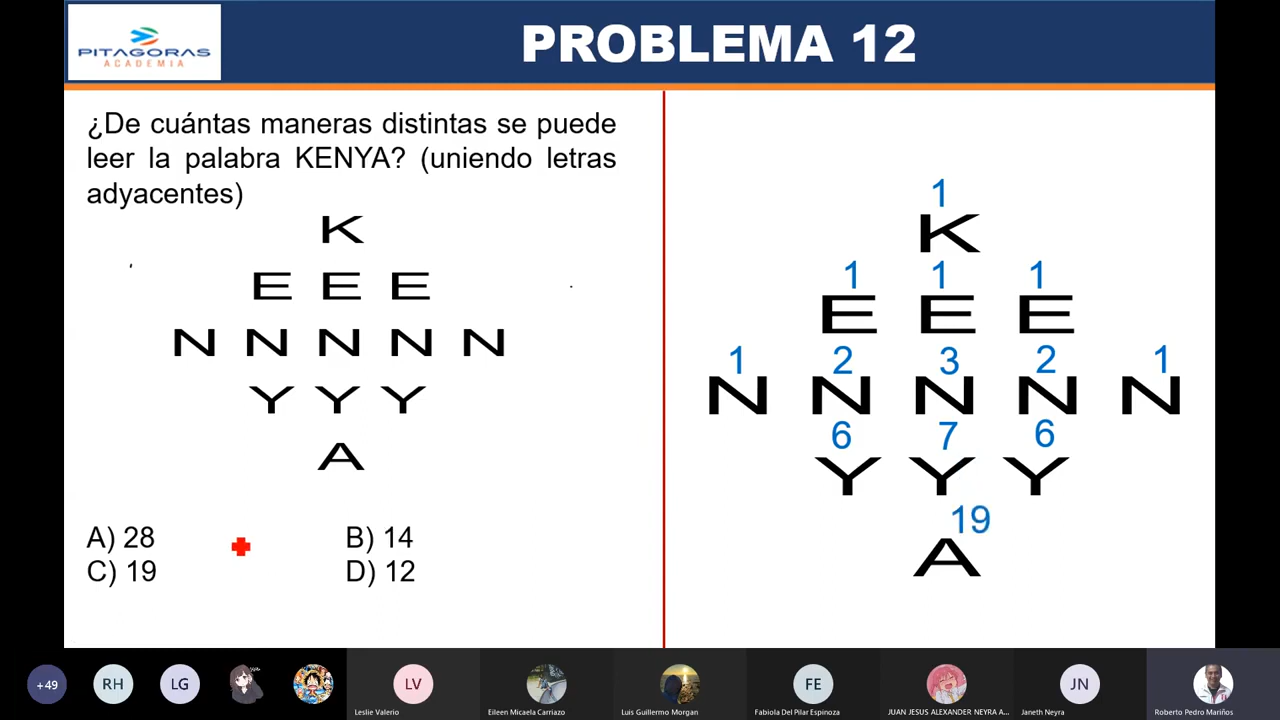 PITAGORAS
ACADEMIA
PROBLEMA 12
¿De cuántas maneras distintas se puede
leer la palabra KENYA? (uniendo letras
adyacentes)
K
E E E
N N N N N
Y Y Y
A
A) 28 B) 14
C) 19 D) 12
1
K
1 1 1
E E E
1 2 3 2 1
N N N N N
6 7 6
Y Y Y
19
A
+49 RH LG LV FE JN
Leslie Valerio Eileen Micaela Carriazo Luis Guillermo Morgan Fabiola Del Pilar Espinoza JUAN JESUS ALEXANDER NEYRA A... Janeth Neyra Roberto Pedro Mariños